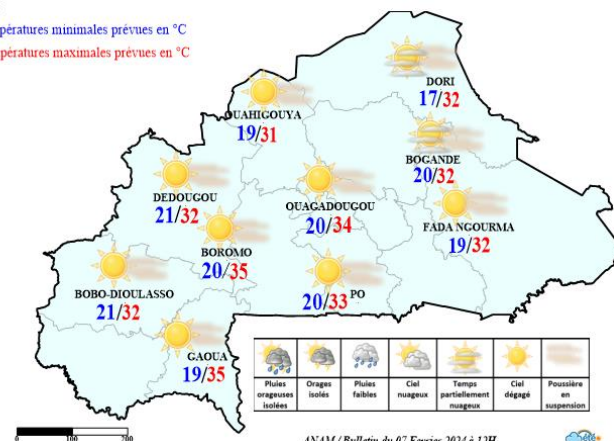 pératures minimales prévues en °C
pératures maximales prévues en °C
DORI
17/32
OUAHIGOUYA
19/31
BOGANDE
20/32
DEDOUGOU
21/32
OUAGADOUGOU
20/34
FADA NGOURMA
19/32
BOROMO
20/35
BOBO-DIOULASSO
21/32
PO
20/33
GAOUA
19/35
Pluies orageuses isolées
Orages isolés
Pluies faibles
Ciel nuageux
Temps partiellement nuageux
Ciel dégagé
Poussière en suspension
0 100 200
ANAM / Bulletin du 07 Fevrier 2024 à 12H